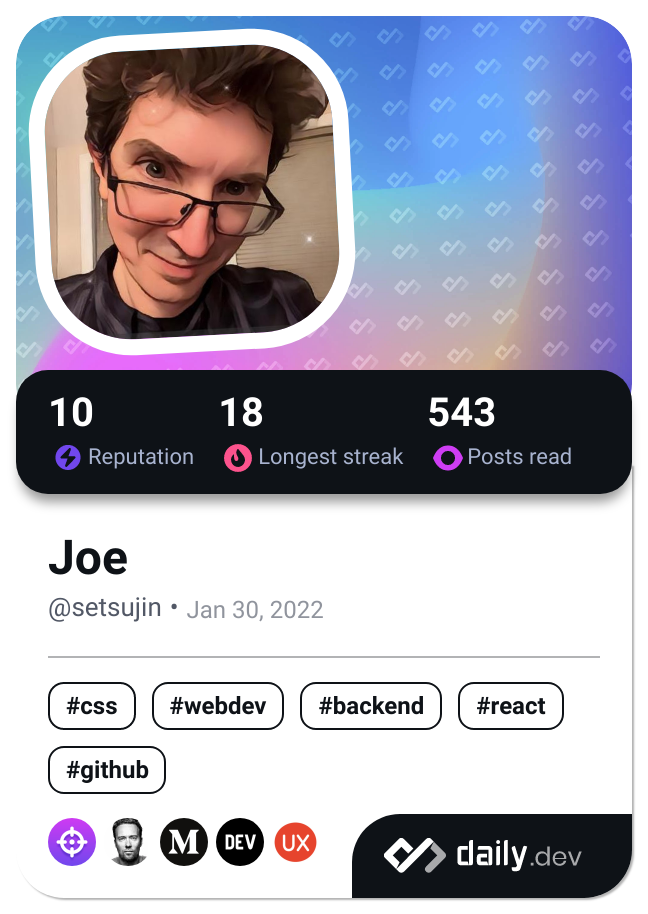 10 18 543
Reputation Longest streak Posts read
Joe
@setsujin • Jan 30, 2022
#css #webdev #backend #react
#github
M DEV UX
daily.dev